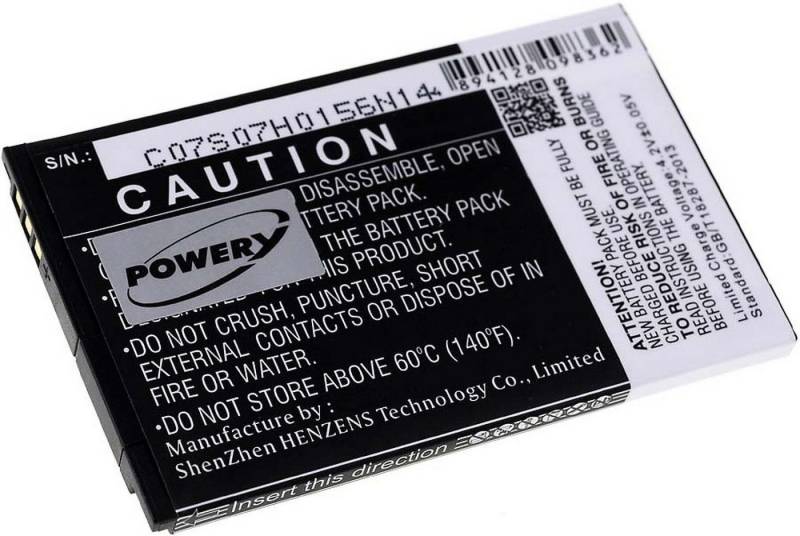 S/N.: C07S07H0156N14
894128098362
CAUTION
DISASSEMBLE, OPEN
BATTERY PACK.
THE BATTERY PACK
THIS PRODUCT.
POWERY
•DO NOT CRUSH, PUNCTURE, SHORT
EXTERNAL CONTACTS OR DISPOSE OF IN
FIRE OR WATER.
•DO NOT STORE ABOVE 60°C (140°F).
Manufacture by :
ShenZhen HENZENS Technology Co., Limited
Insert this direction
ATTENTION!
NEW BATTERY PACK MUST BE FULLY
CHARGED BEFORE USE.
TO REDUCE RISK OF FIRE OR BURNS
READ INSTRUCTIONS IN OPERATING GUIDE
BEFORE USING THE BATTERY.
Limited Charge Voltage:4.2V±0.05V
Standard:GB/T18287-2013